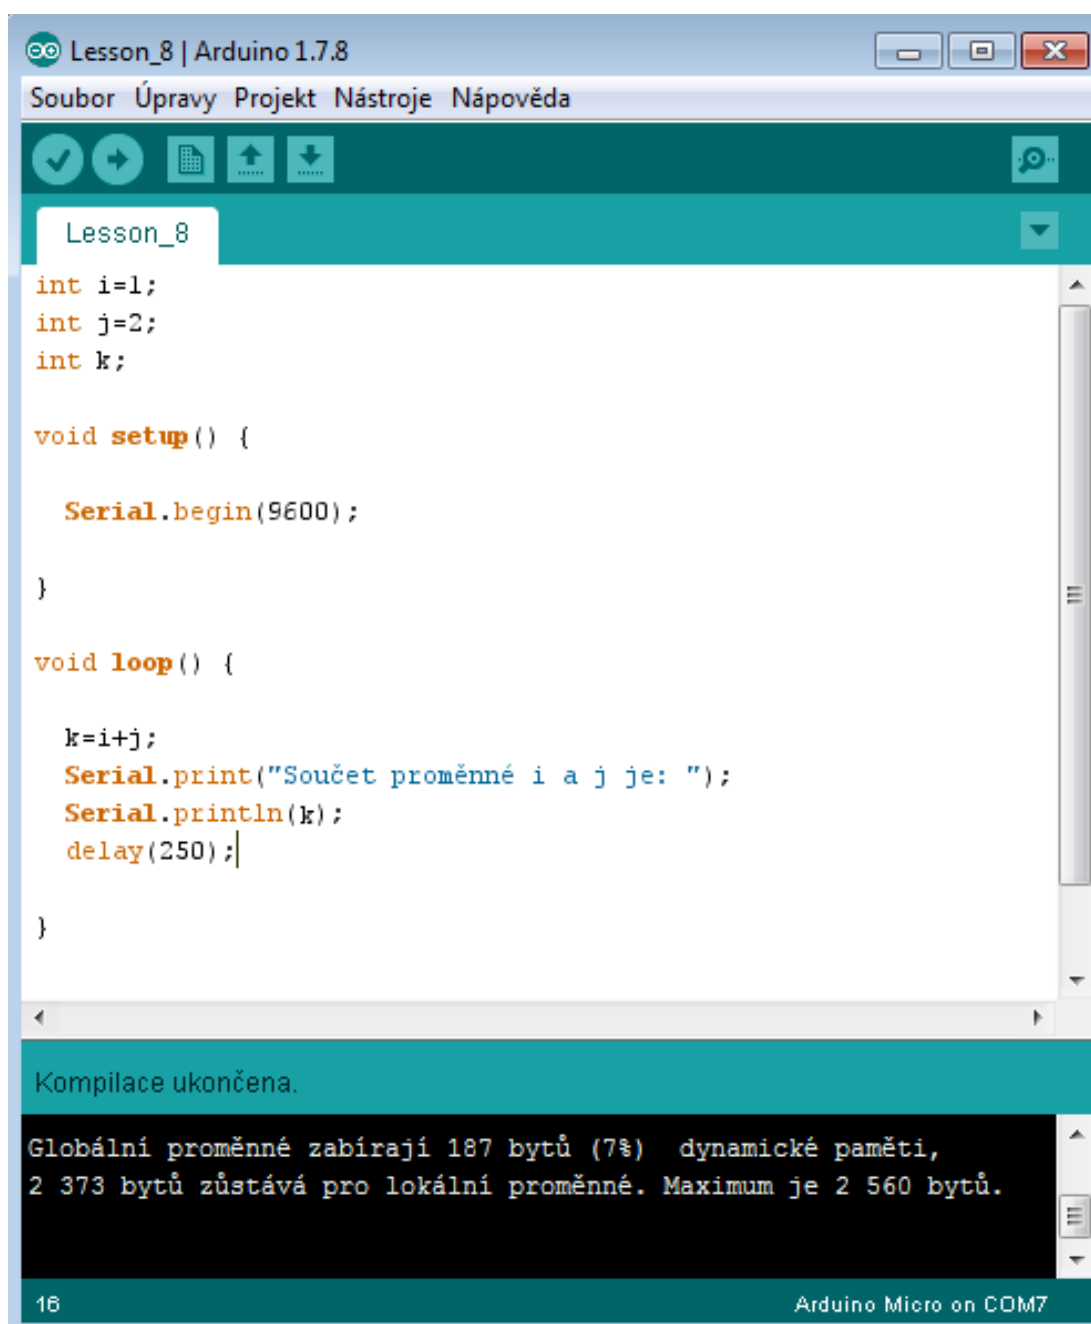 Lesson_8 | Arduino 1.7.8
Soubor Úpravy Projekt Nástroje Nápověda
Lesson_8
int i=1;
int j=2;
int k;
void setup() {
Serial.begin(9600);
}
void loop() {
k=i+j;
Serial.print("Součet proměnné i a j je: ");
Serial.println(k);
delay(250);
}
Kompilace ukončena.
Globální proměnné zabírají 187 bytů (7%)  dynamické paměti,
2 373 bytů zůstává pro lokální proměnné. Maximum je 2 560 bytů.
16 Arduino Micro on COM7